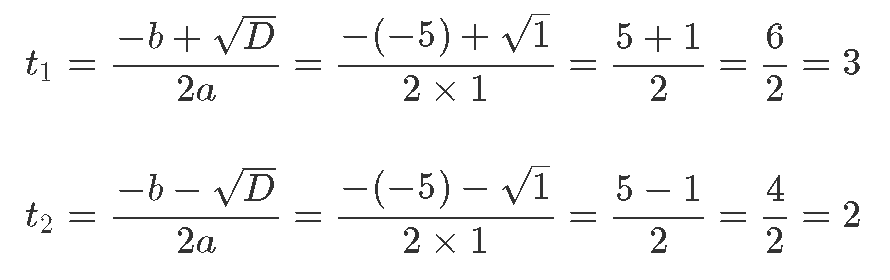 t₁ = (−b + √D)/(2a) = (−(−5) + √1)/(2 × 1) = (5 + 1)/2 = 6/2 = 3
t₂ = (−b − √D)/(2a) = (−(−5) − √1)/(2 × 1) = (5 − 1)/2 = 4/2 = 2